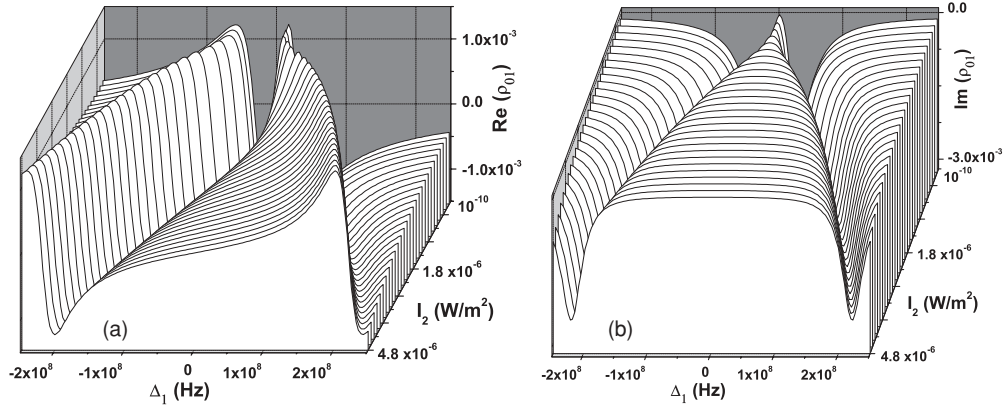 1.0x10⁻³
0.0
-1.0x10⁻³
Re (ρ₀₁)
10⁻¹⁰
1.8 x10⁻⁶
4.8 x10⁻⁶
I₂ (W/m²)
(a)
-2x10⁸ -1x10⁸ 0 1x10⁸ 2x10⁸
Δ₁ (Hz)
0.0
-3.0x10⁻³
Im (ρ₀₁)
10⁻¹⁰
1.8 x10⁻⁶
4.8 x10⁻⁶
I₂ (W/m²)
(b)
-2x10⁸ -1x10⁸ 0 1x10⁸ 2x10⁸
Δ₁ (Hz)